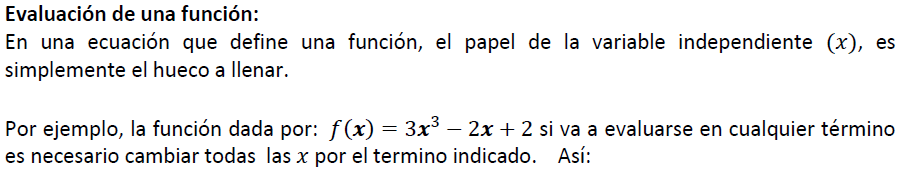 Evaluación de una función:
En una ecuación que define una función, el papel de la variable independiente (x), es
simplemente el hueco a llenar.
Por ejemplo, la función dada por: f(x) = 3x³ − 2x + 2 si va a evaluarse en cualquier término
es necesario cambiar todas las x por el termino indicado. Así: